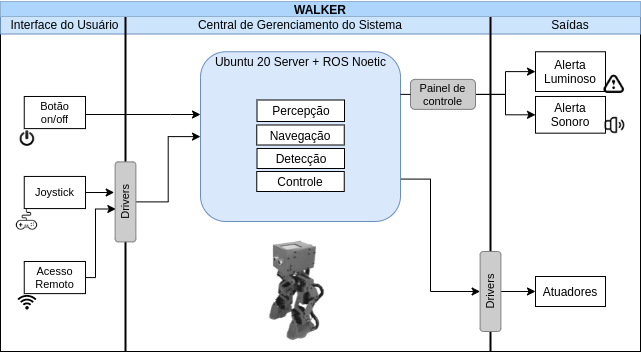 WALKER
Interface do Usuário
Central de Gerenciamento do Sistema
Saídas
Ubuntu 20 Server + ROS Noetic
Percepção
Navegação
Detecção
Controle
Botão
on/off
Joystick
Acesso
Remoto
Drivers
Painel de
controle
Alerta
Luminoso
Alerta
Sonoro
Drivers
Atuadores